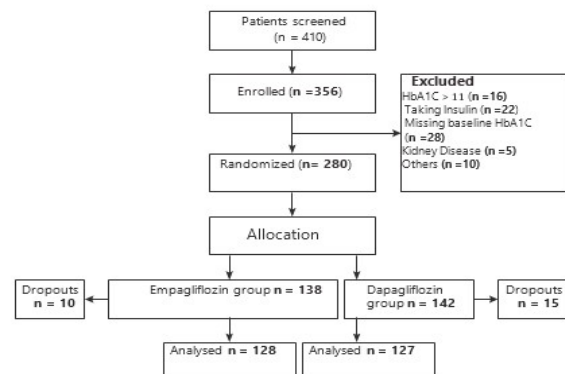 Patients screened
(n = 410)
Enrolled (n =356)
Excluded
HbA1C > 11 (n =16)
Taking Insulin (n =22)
Missing baseline HbA1C
(n =28)
Kidney Disease (n =5)
Others (n =10)
Randomized (n= 280)
Allocation
Dropouts
n = 10
Empagliflozin group n = 138
Dapagliflozin
group n = 142
Dropouts
n = 15
Analysed n = 128
Analysed n = 127